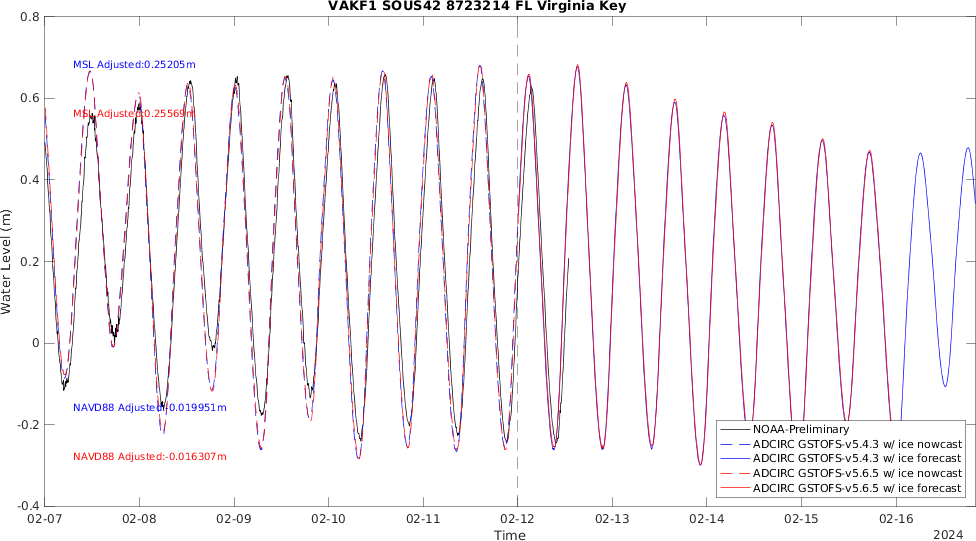 VAKF1 SOUS42 8723214 FL Virginia Key
0.8
0.6
0.4
0.2
0
-0.2
-0.4
Water Level (m)
MSL Adjusted:0.25205m
MSL Adjusted:0.25569m
NAVD88 Adjusted:-0.019951m
NAVD88 Adjusted:-0.016307m
NOAA-Preliminary
ADCIRC GSTOFS-v5.4.3 w/ ice nowcast
ADCIRC GSTOFS-v5.4.3 w/ ice forecast
ADCIRC GSTOFS-v5.6.5 w/ ice nowcast
ADCIRC GSTOFS-v5.6.5 w/ ice forecast
02-07 02-08 02-09 02-10 02-11 02-12 02-13 02-14 02-15 02-16
Time
2024